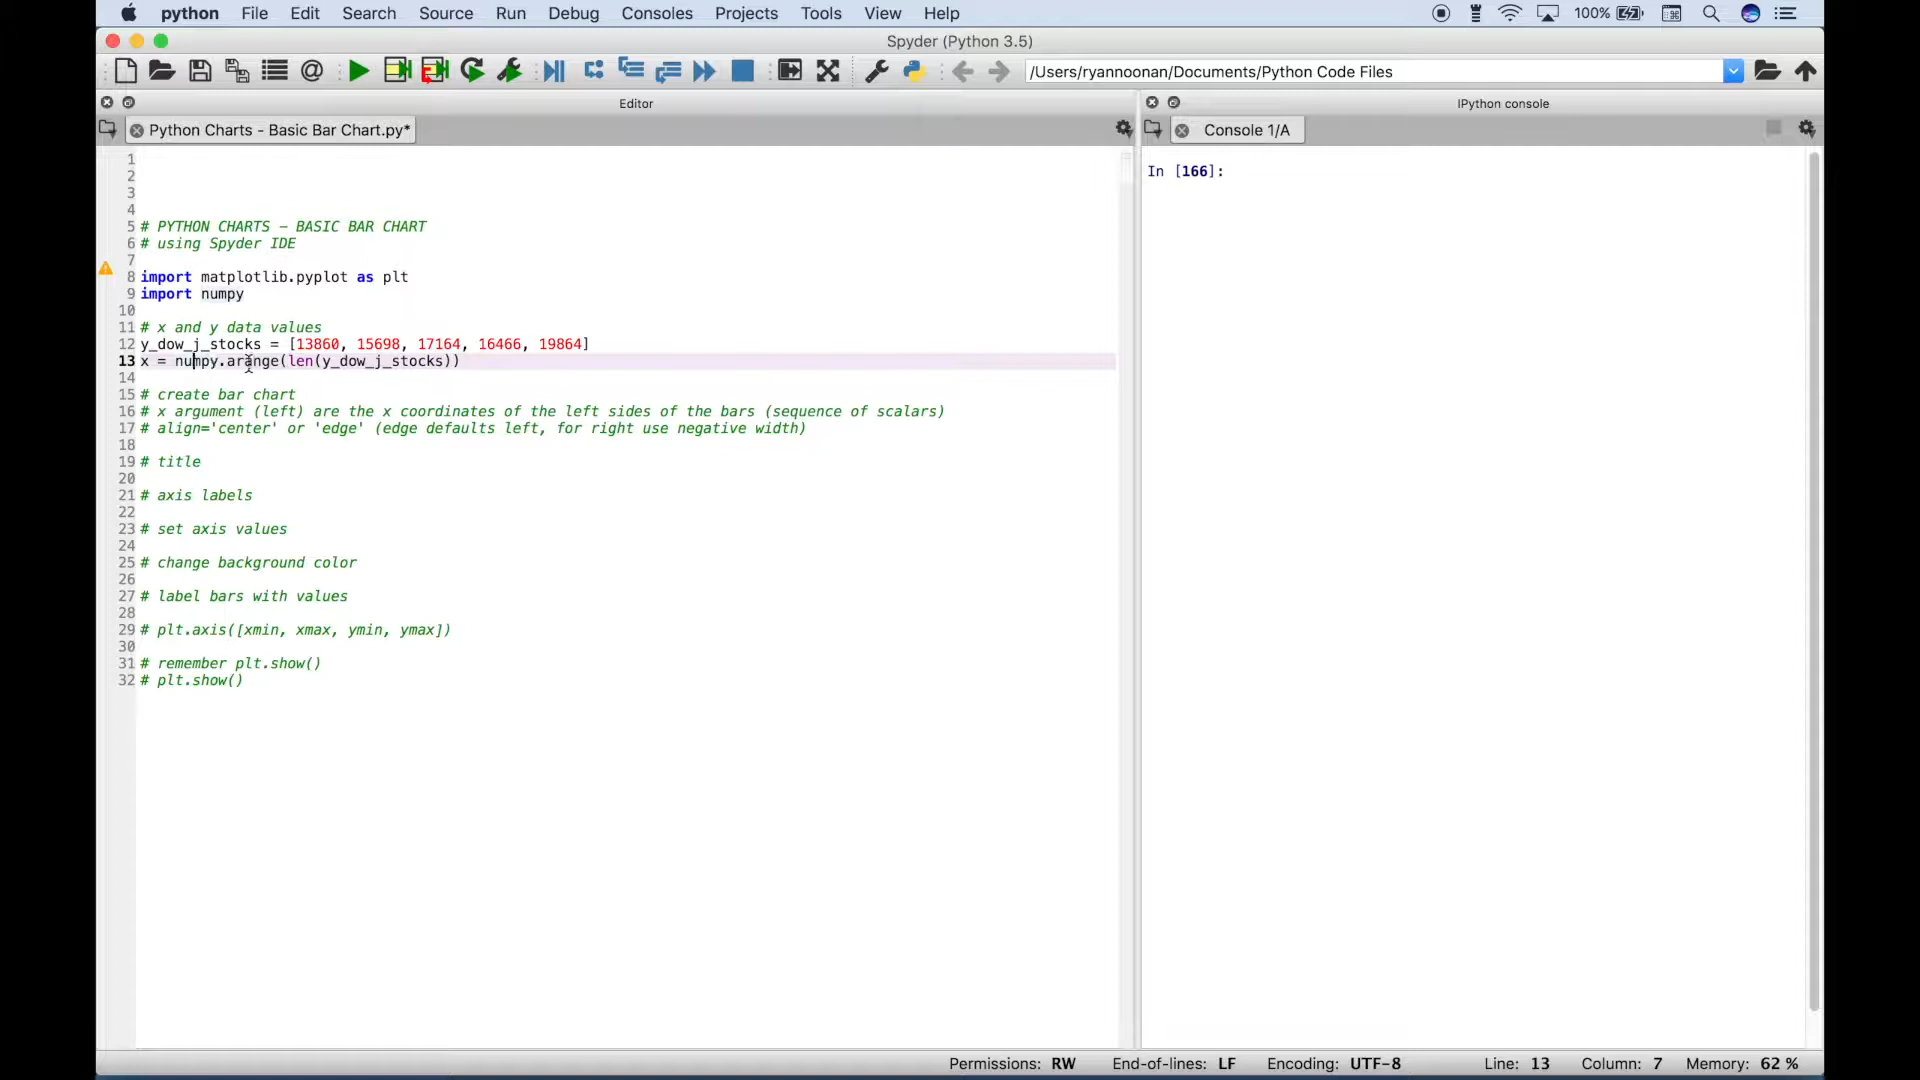 python File Edit Search Source Run Debug Consoles Projects Tools View Help 100%
Spyder (Python 3.5)
/Users/ryannoonan/Documents/Python Code Files
Editor
IPython console
Python Charts - Basic Bar Chart.py*
Console 1/A
In [166]:
1
2
3
4
5 # PYTHON CHARTS – BASIC BAR CHART
6 # using Spyder IDE
7
8 import matplotlib.pyplot as plt
9 import numpy
10
11 # x and y data values
12 y_dow_j_stocks = [13860, 15698, 17164, 16466, 19864]
13 x = numpy.arange(len(y_dow_j_stocks))
14
15 # create bar chart
16 # x argument (left) are the x coordinates of the left sides of the bars (sequence of scalars)
17 # align='center' or 'edge' (edge defaults left, for right use negative width)
18
19 # title
20
21 # axis labels
22
23 # set axis values
24
25 # change background color
26
27 # label bars with values
28
29 # plt.axis([xmin, xmax, ymin, ymax])
30
31 # remember plt.show()
32 # plt.show()
Permissions: RW End-of-lines: LF Encoding: UTF-8 Line: 13 Column: 7 Memory: 62 %